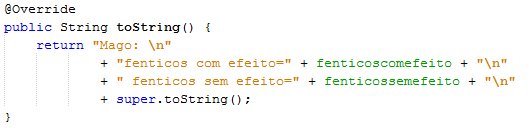 @Override
public String toString() {
return "Mago: \n"
+ "fenticos com efeito=" + fenticoscomefeito + "\n"
+ " fenticos sem efeito=" + fenticossemefeito + "\n"
+ super.toString();
}